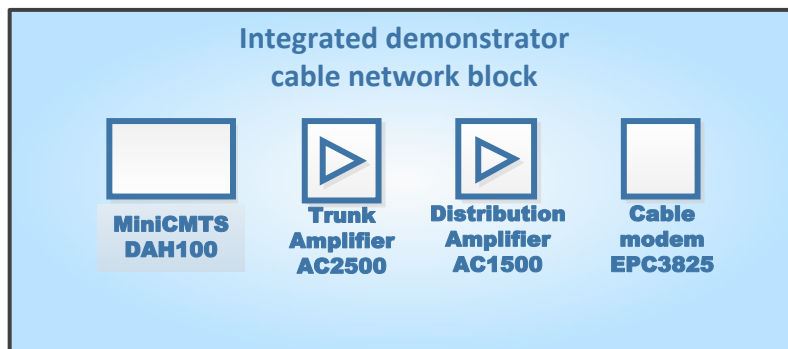 Integrated demonstrator
cable network block
MiniCMTS
DAH100
Trunk
Amplifier
AC2500
Distribution
Amplifier
AC1500
Cable
modem
EPC3825